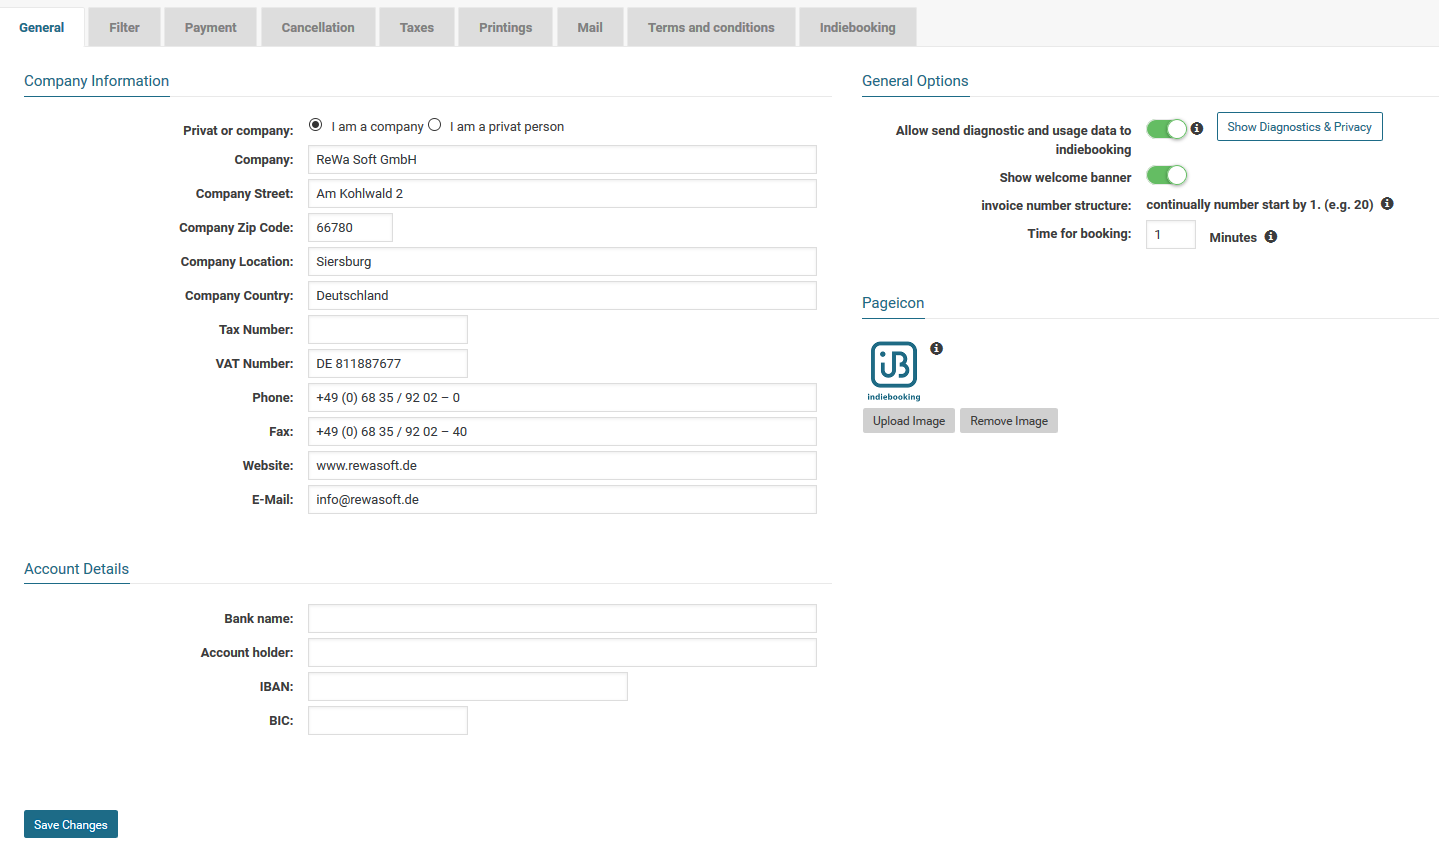 General Filter Payment Cancellation Taxes Printings Mail Terms and conditions Indiebooking
Company Information
Privat or company: I am a company I am a privat person
Company: ReWa Soft GmbH
Company Street: Am Kohlwald 2
Company Zip Code: 66780
Company Location: Siersburg
Company Country: Deutschland
Tax Number:
VAT Number: DE 811887677
Phone: +49 (0) 68 35 / 92 02 – 0
Fax: +49 (0) 68 35 / 92 02 – 40
Website: www.rewasoft.de
E-Mail: info@rewasoft.de
Account Details
Bank name:
Account holder:
IBAN:
BIC:
Save Changes
General Options
Allow send diagnostic and usage data to
indiebooking
Show Diagnostics & Privacy
Show welcome banner
invoice number structure: continually number start by 1. (e.g. 20)
Time for booking: 1 Minutes
Pageicon
iB
indiebooking
Upload Image Remove Image